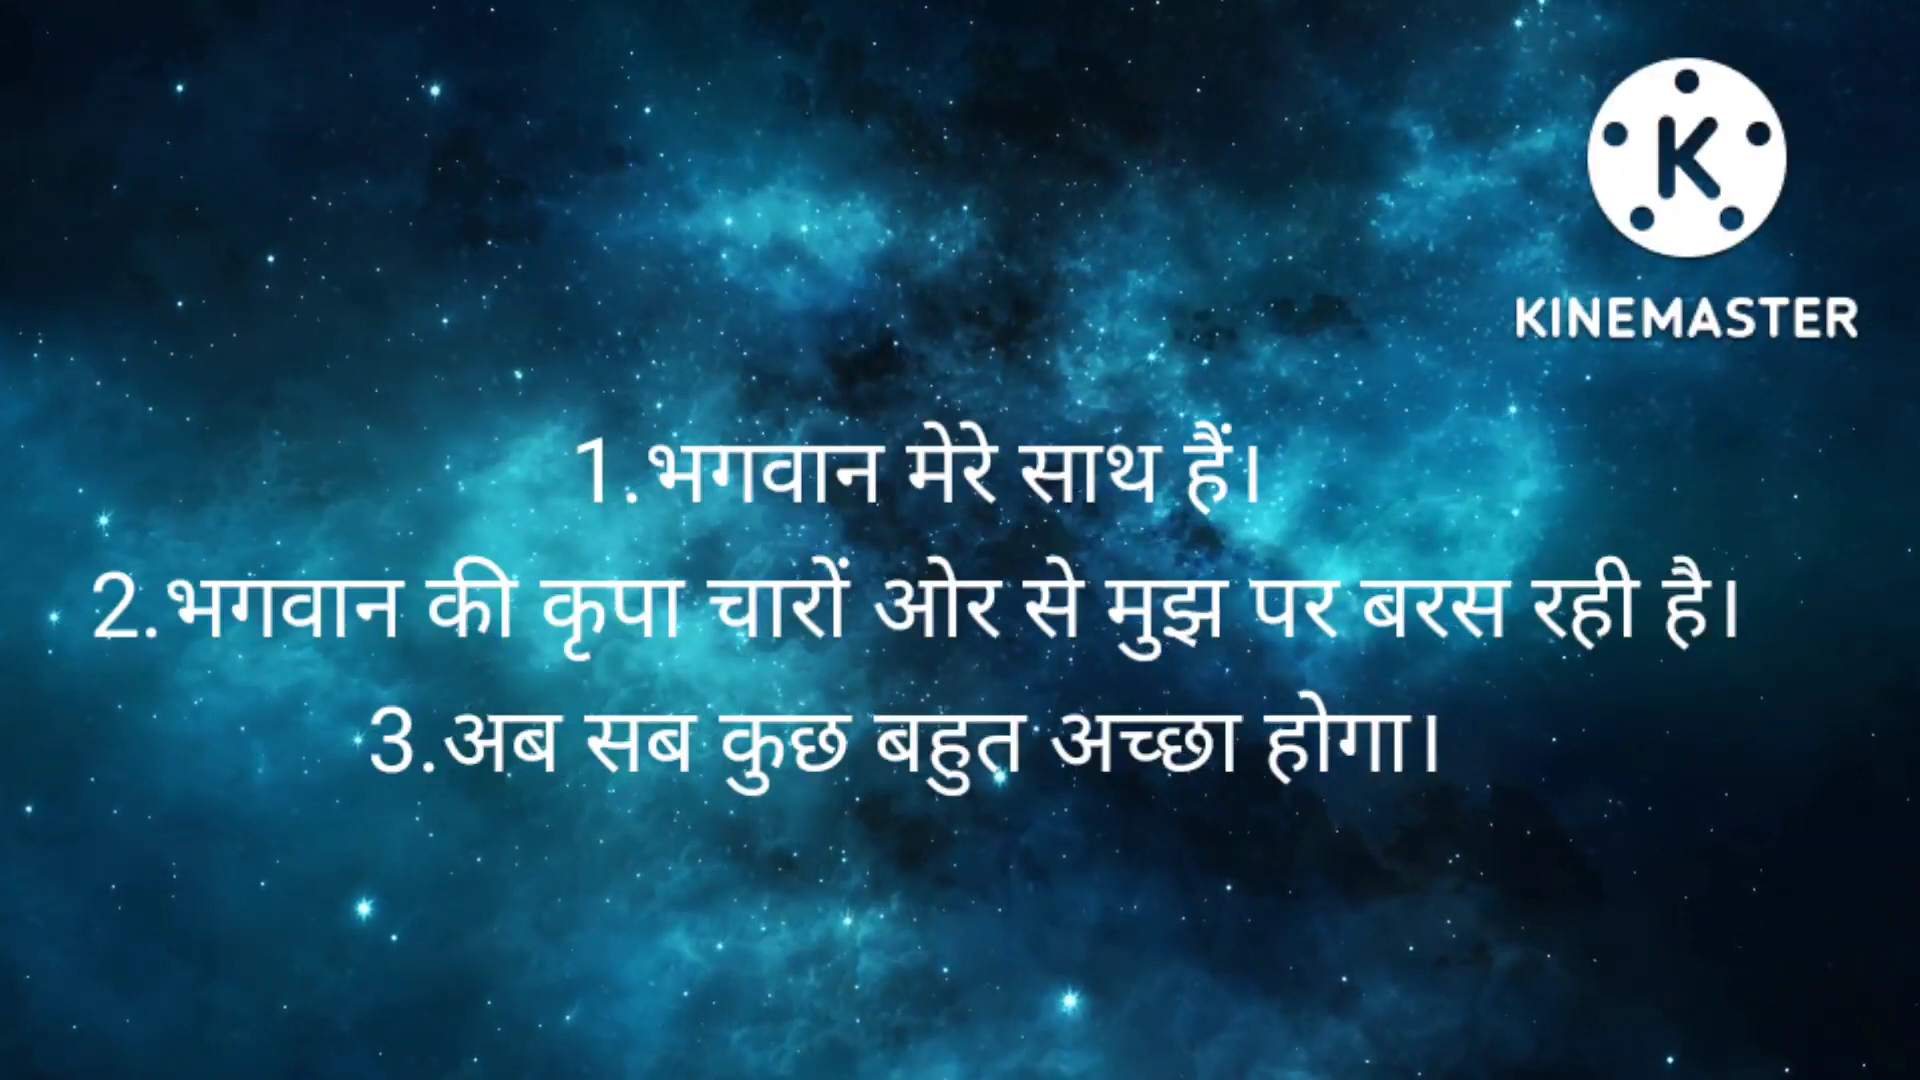 KINEMASTER
1.भगवान मेरे साथ हैं।
2.भगवान की कृपा चारों ओर से मुझ पर बरस रही है।
3.अब सब कुछ बहुत अच्छा होगा।